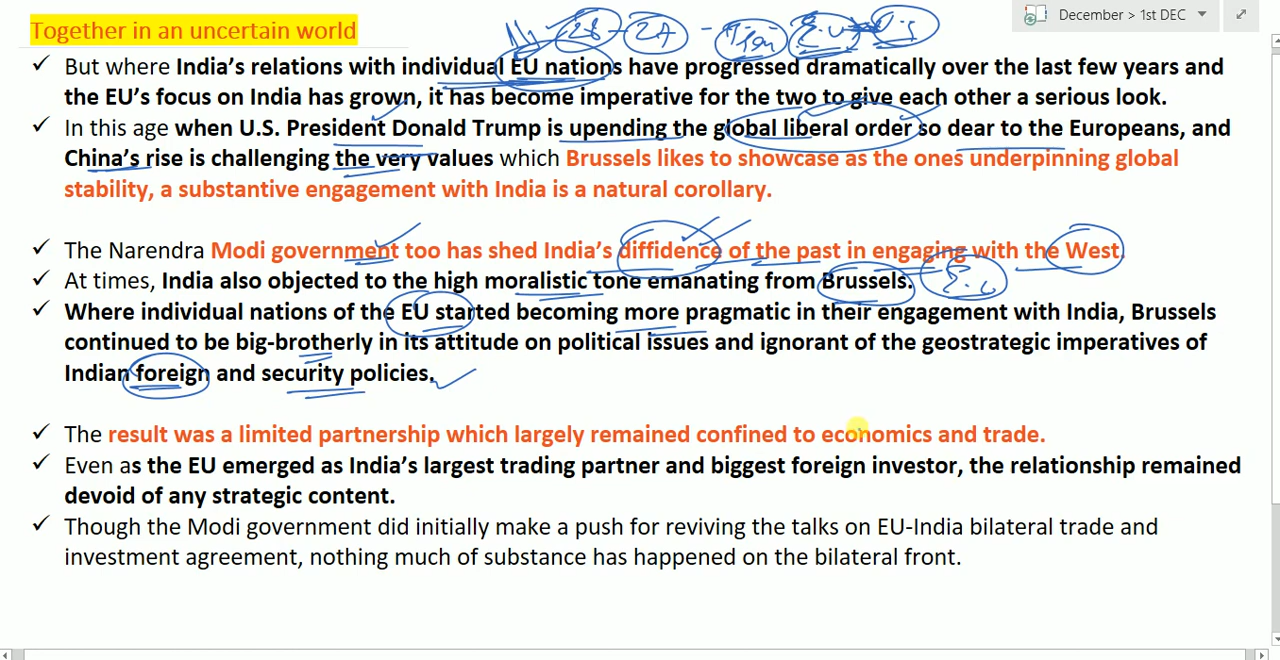 Together in an uncertain world
December > 1st DEC
✓ But where India's relations with individual EU nations have progressed dramatically over the last few years and
the EU's focus on India has grown, it has become imperative for the two to give each other a serious look.
✓ In this age when U.S. President Donald Trump is upending the global liberal order so dear to the Europeans, and
China's rise is challenging the very values which Brussels likes to showcase as the ones underpinning global
stability, a substantive engagement with India is a natural corollary.
✓ The Narendra Modi government too has shed India's diffidence of the past in engaging with the West.
✓ At times, India also objected to the high moralistic tone emanating from Brussels. E.U
✓ Where individual nations of the EU started becoming more pragmatic in their engagement with India, Brussels
continued to be big-brotherly in its attitude on political issues and ignorant of the geostrategic imperatives of
Indian foreign and security policies.
✓ The result was a limited partnership which largely remained confined to economics and trade.
✓ Even as the EU emerged as India's largest trading partner and biggest foreign investor, the relationship remained
devoid of any strategic content.
✓ Though the Modi government did initially make a push for reviving the talks on EU-India bilateral trade and
investment agreement, nothing much of substance has happened on the bilateral front.